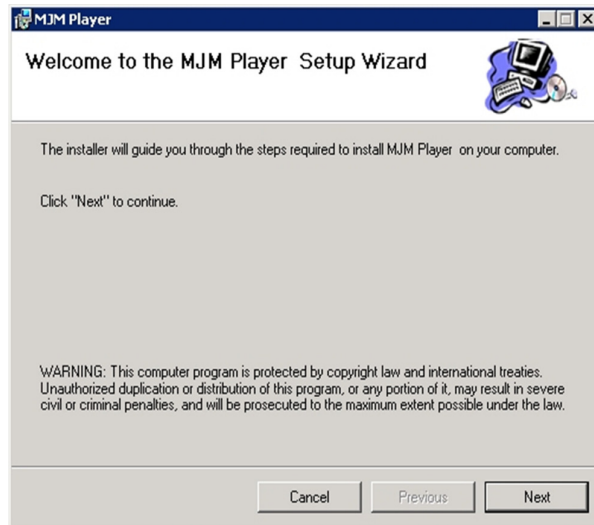 MJM Player
Welcome to the MJM Player Setup Wizard
The installer will guide you through the steps required to install MJM Player on your computer.
Click "Next" to continue.
WARNING: This computer program is protected by copyright law and international treaties.
Unauthorized duplication or distribution of this program, or any portion of it, may result in severe
civil or criminal penalties, and will be prosecuted to the maximum extent possible under the law.
Cancel Previous Next